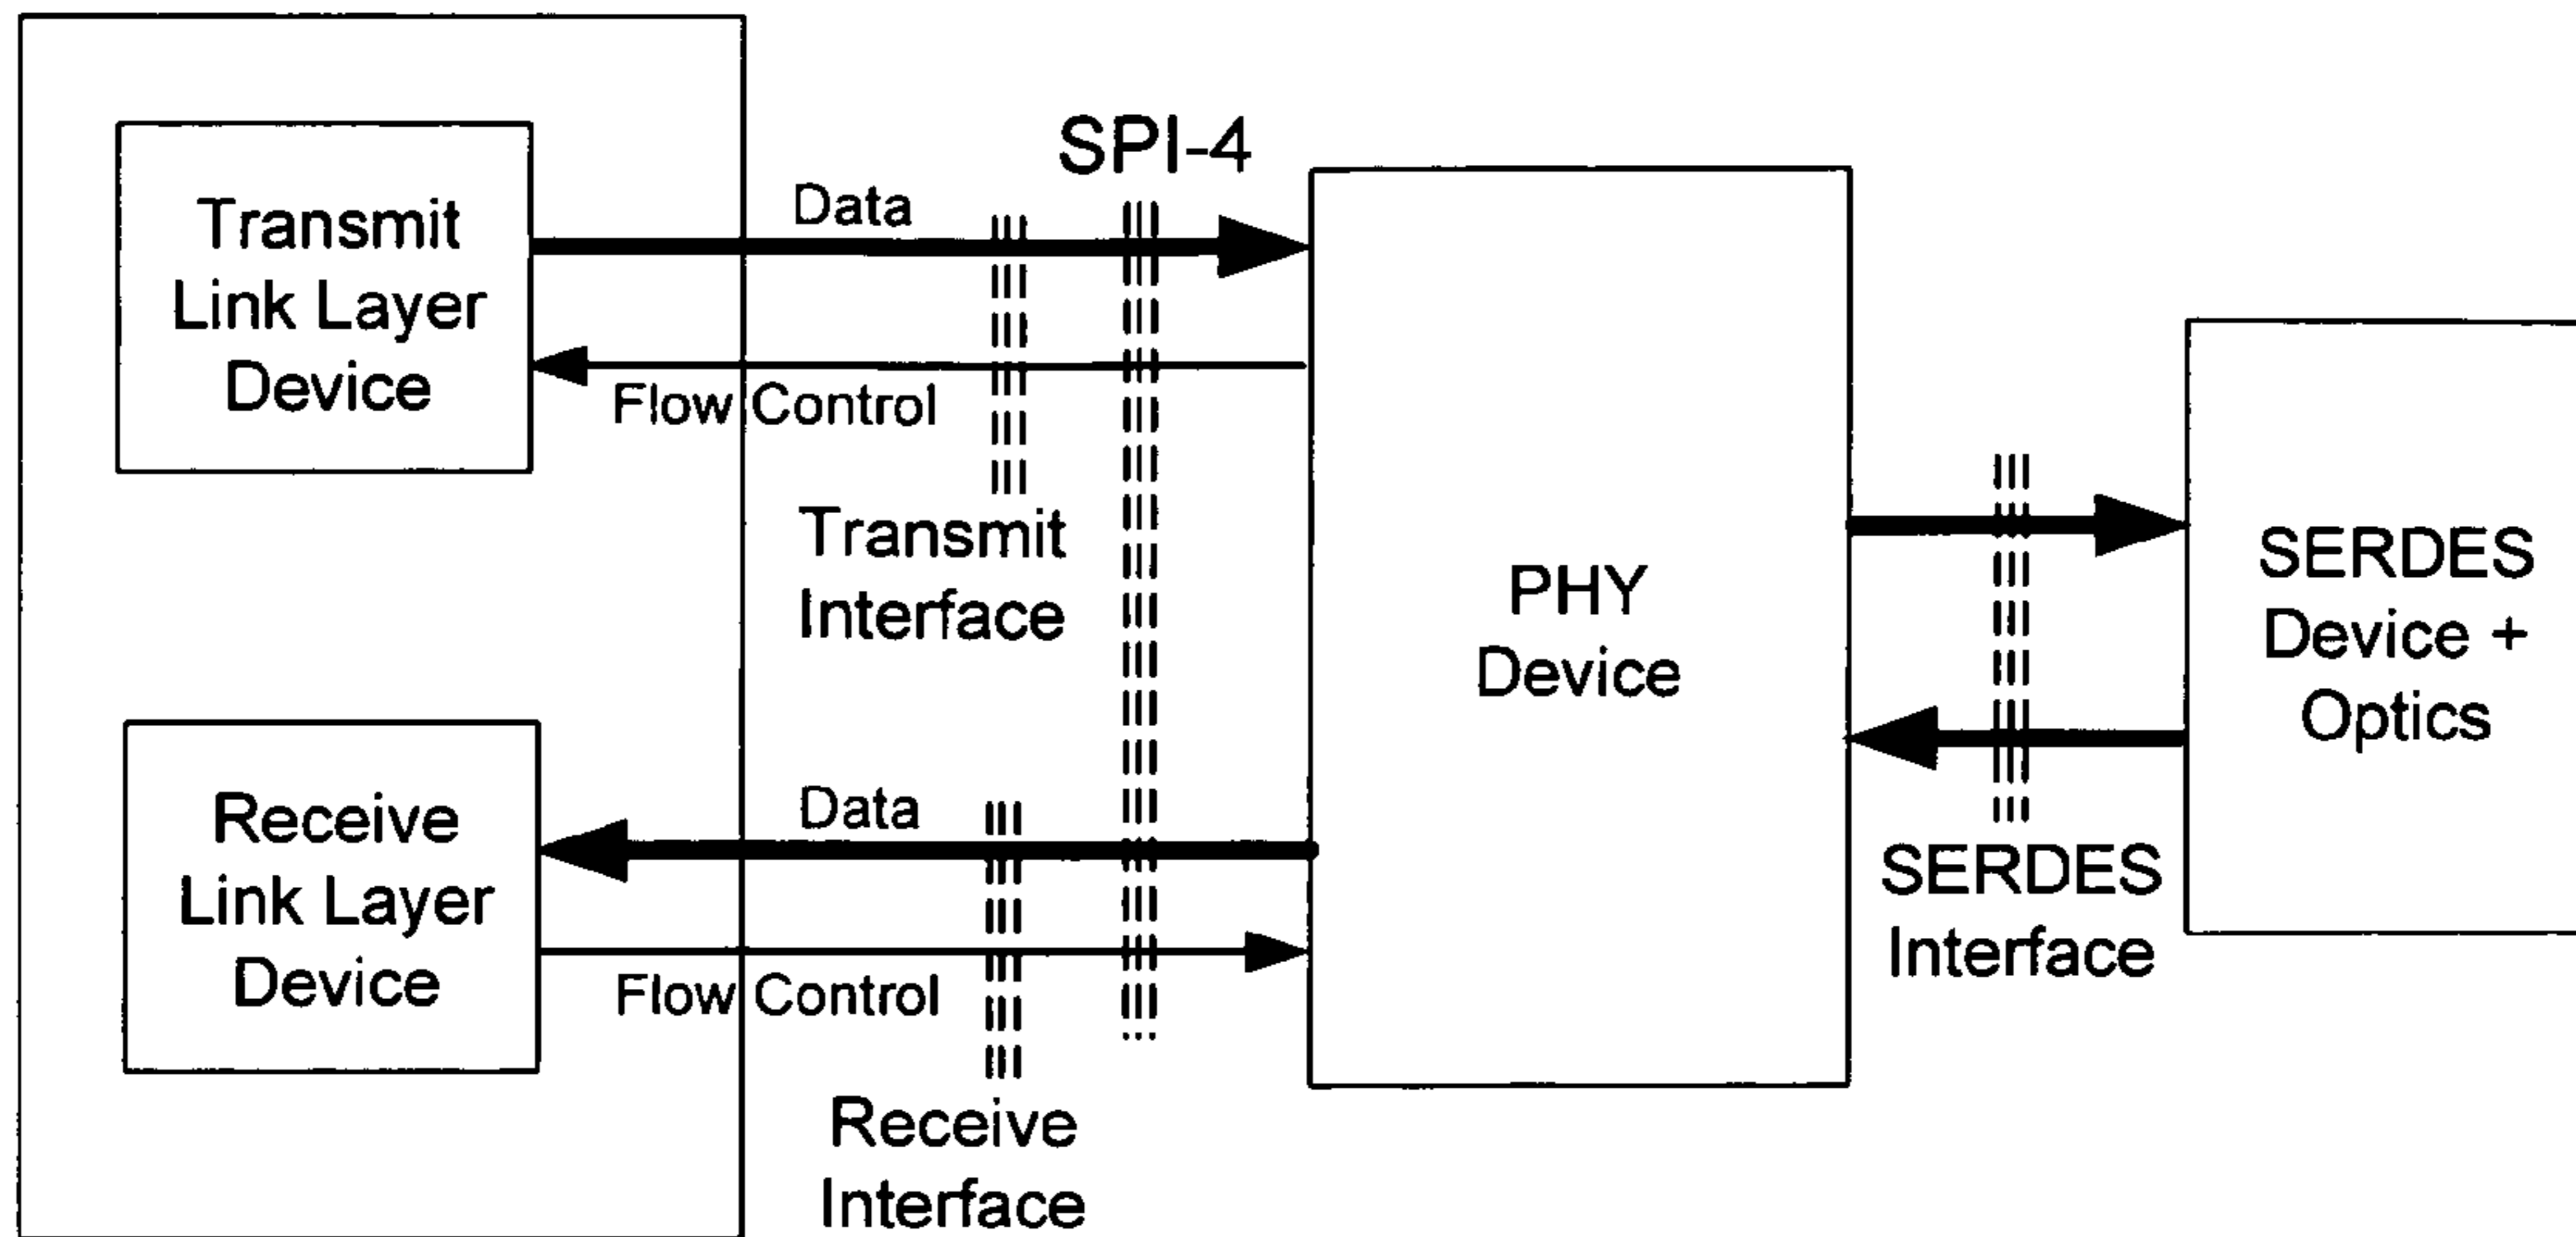 SPI-4
Data
Transmit
Link Layer
Device
Flow Control
Transmit
Interface
PHY
Device
SERDES
Device +
Optics
Data
Receive
Link Layer
Device
Flow Control
SERDES
Interface
Receive
Interface